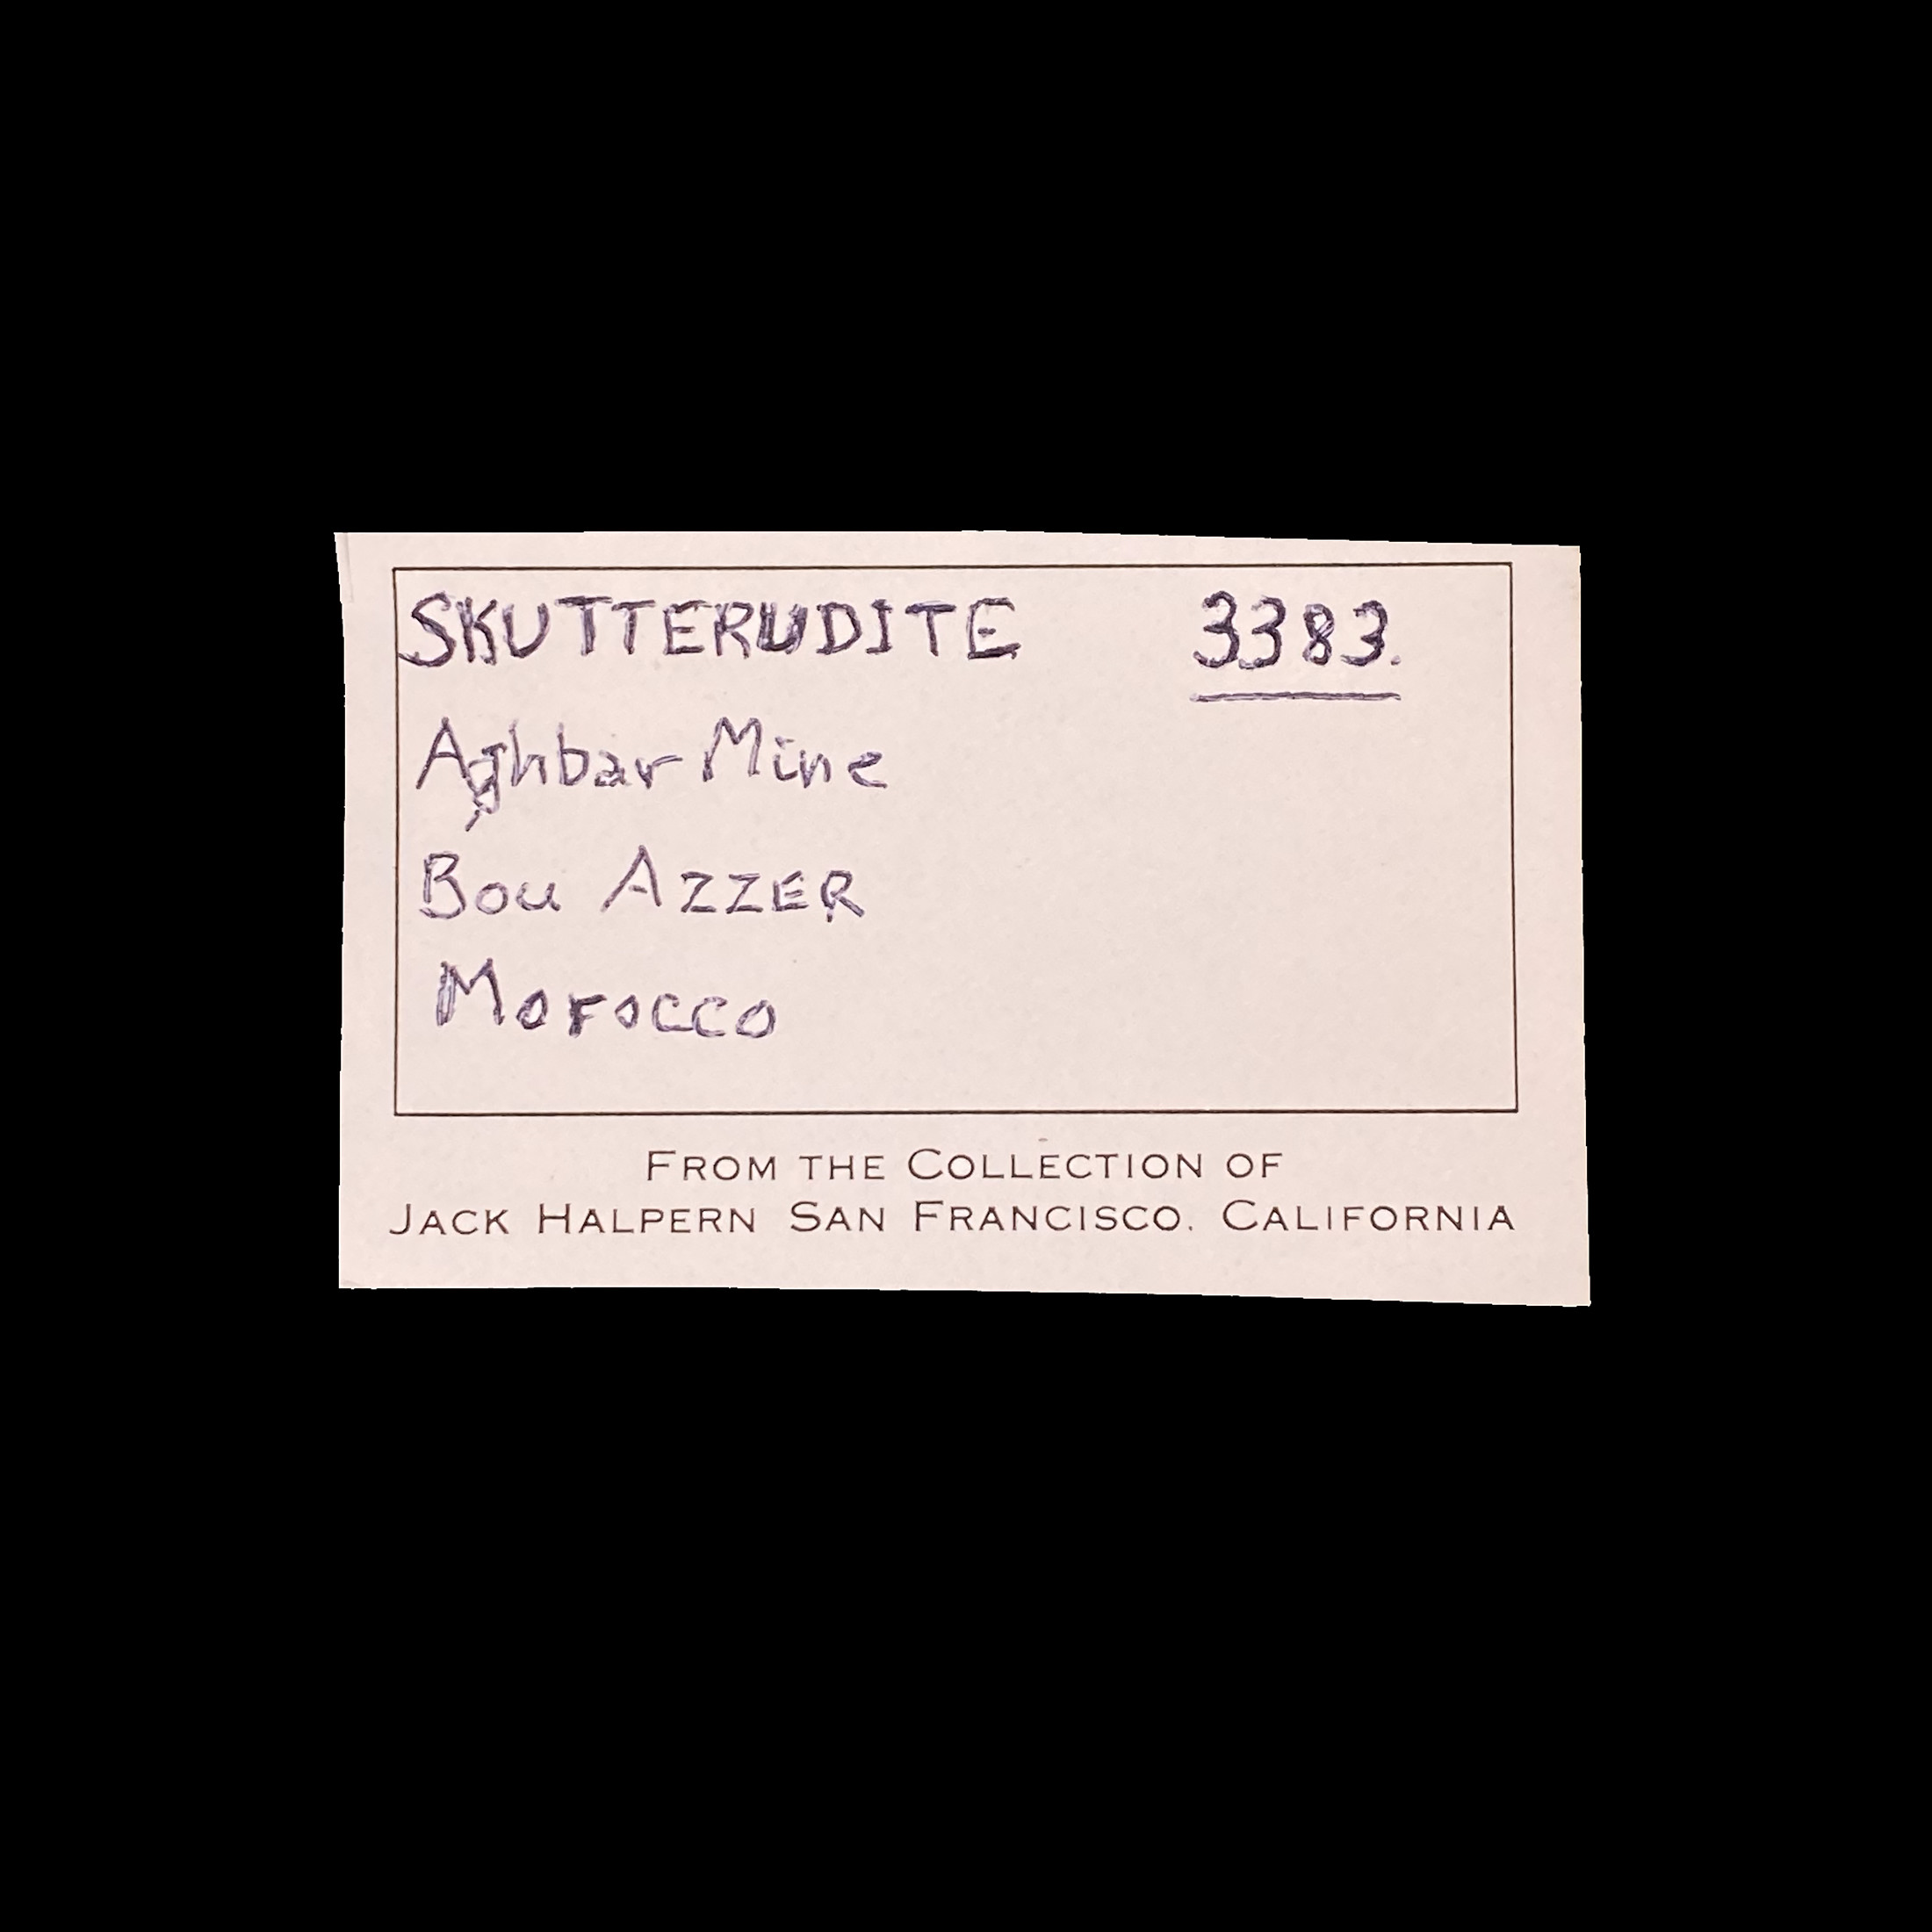 SKUTTERUDITE 3383.
Aghbar Mine
Bou AZZER
Morocco
FROM THE COLLECTION OF
JACK HALPERN SAN FRANCISCO. CALIFORNIA